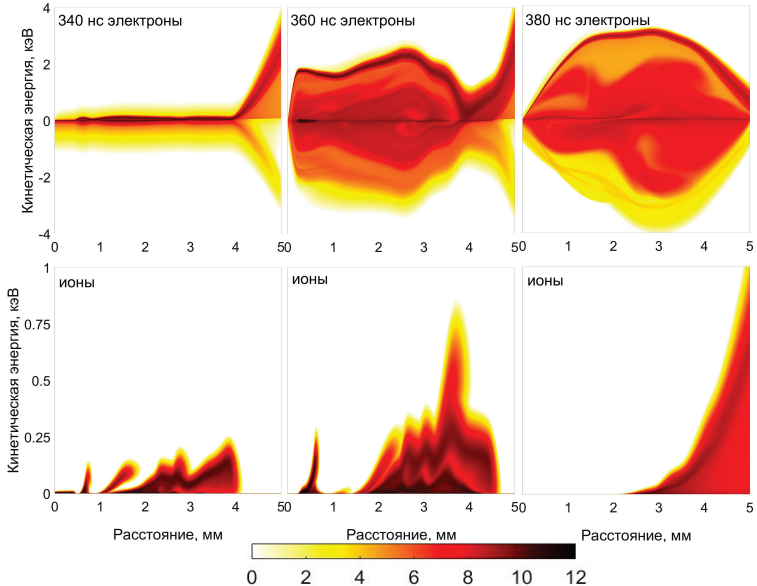 340 нс электроны
360 нс электроны
380 нс электроны
Кинетическая энергия, кэВ
4
2
0
-2
-4
0 1 2 3 4 50 1 2 3 4 50 1 2 3 4 5
ионы
ионы
ионы
Кинетическая энергия, кэВ
1
0.75
0.5
0.25
0
0 1 2 3 4 50 1 2 3 4 50 1 2 3 4 5
Расстояние, мм
Расстояние, мм
Расстояние, мм
0 2 4 6 8 10 12